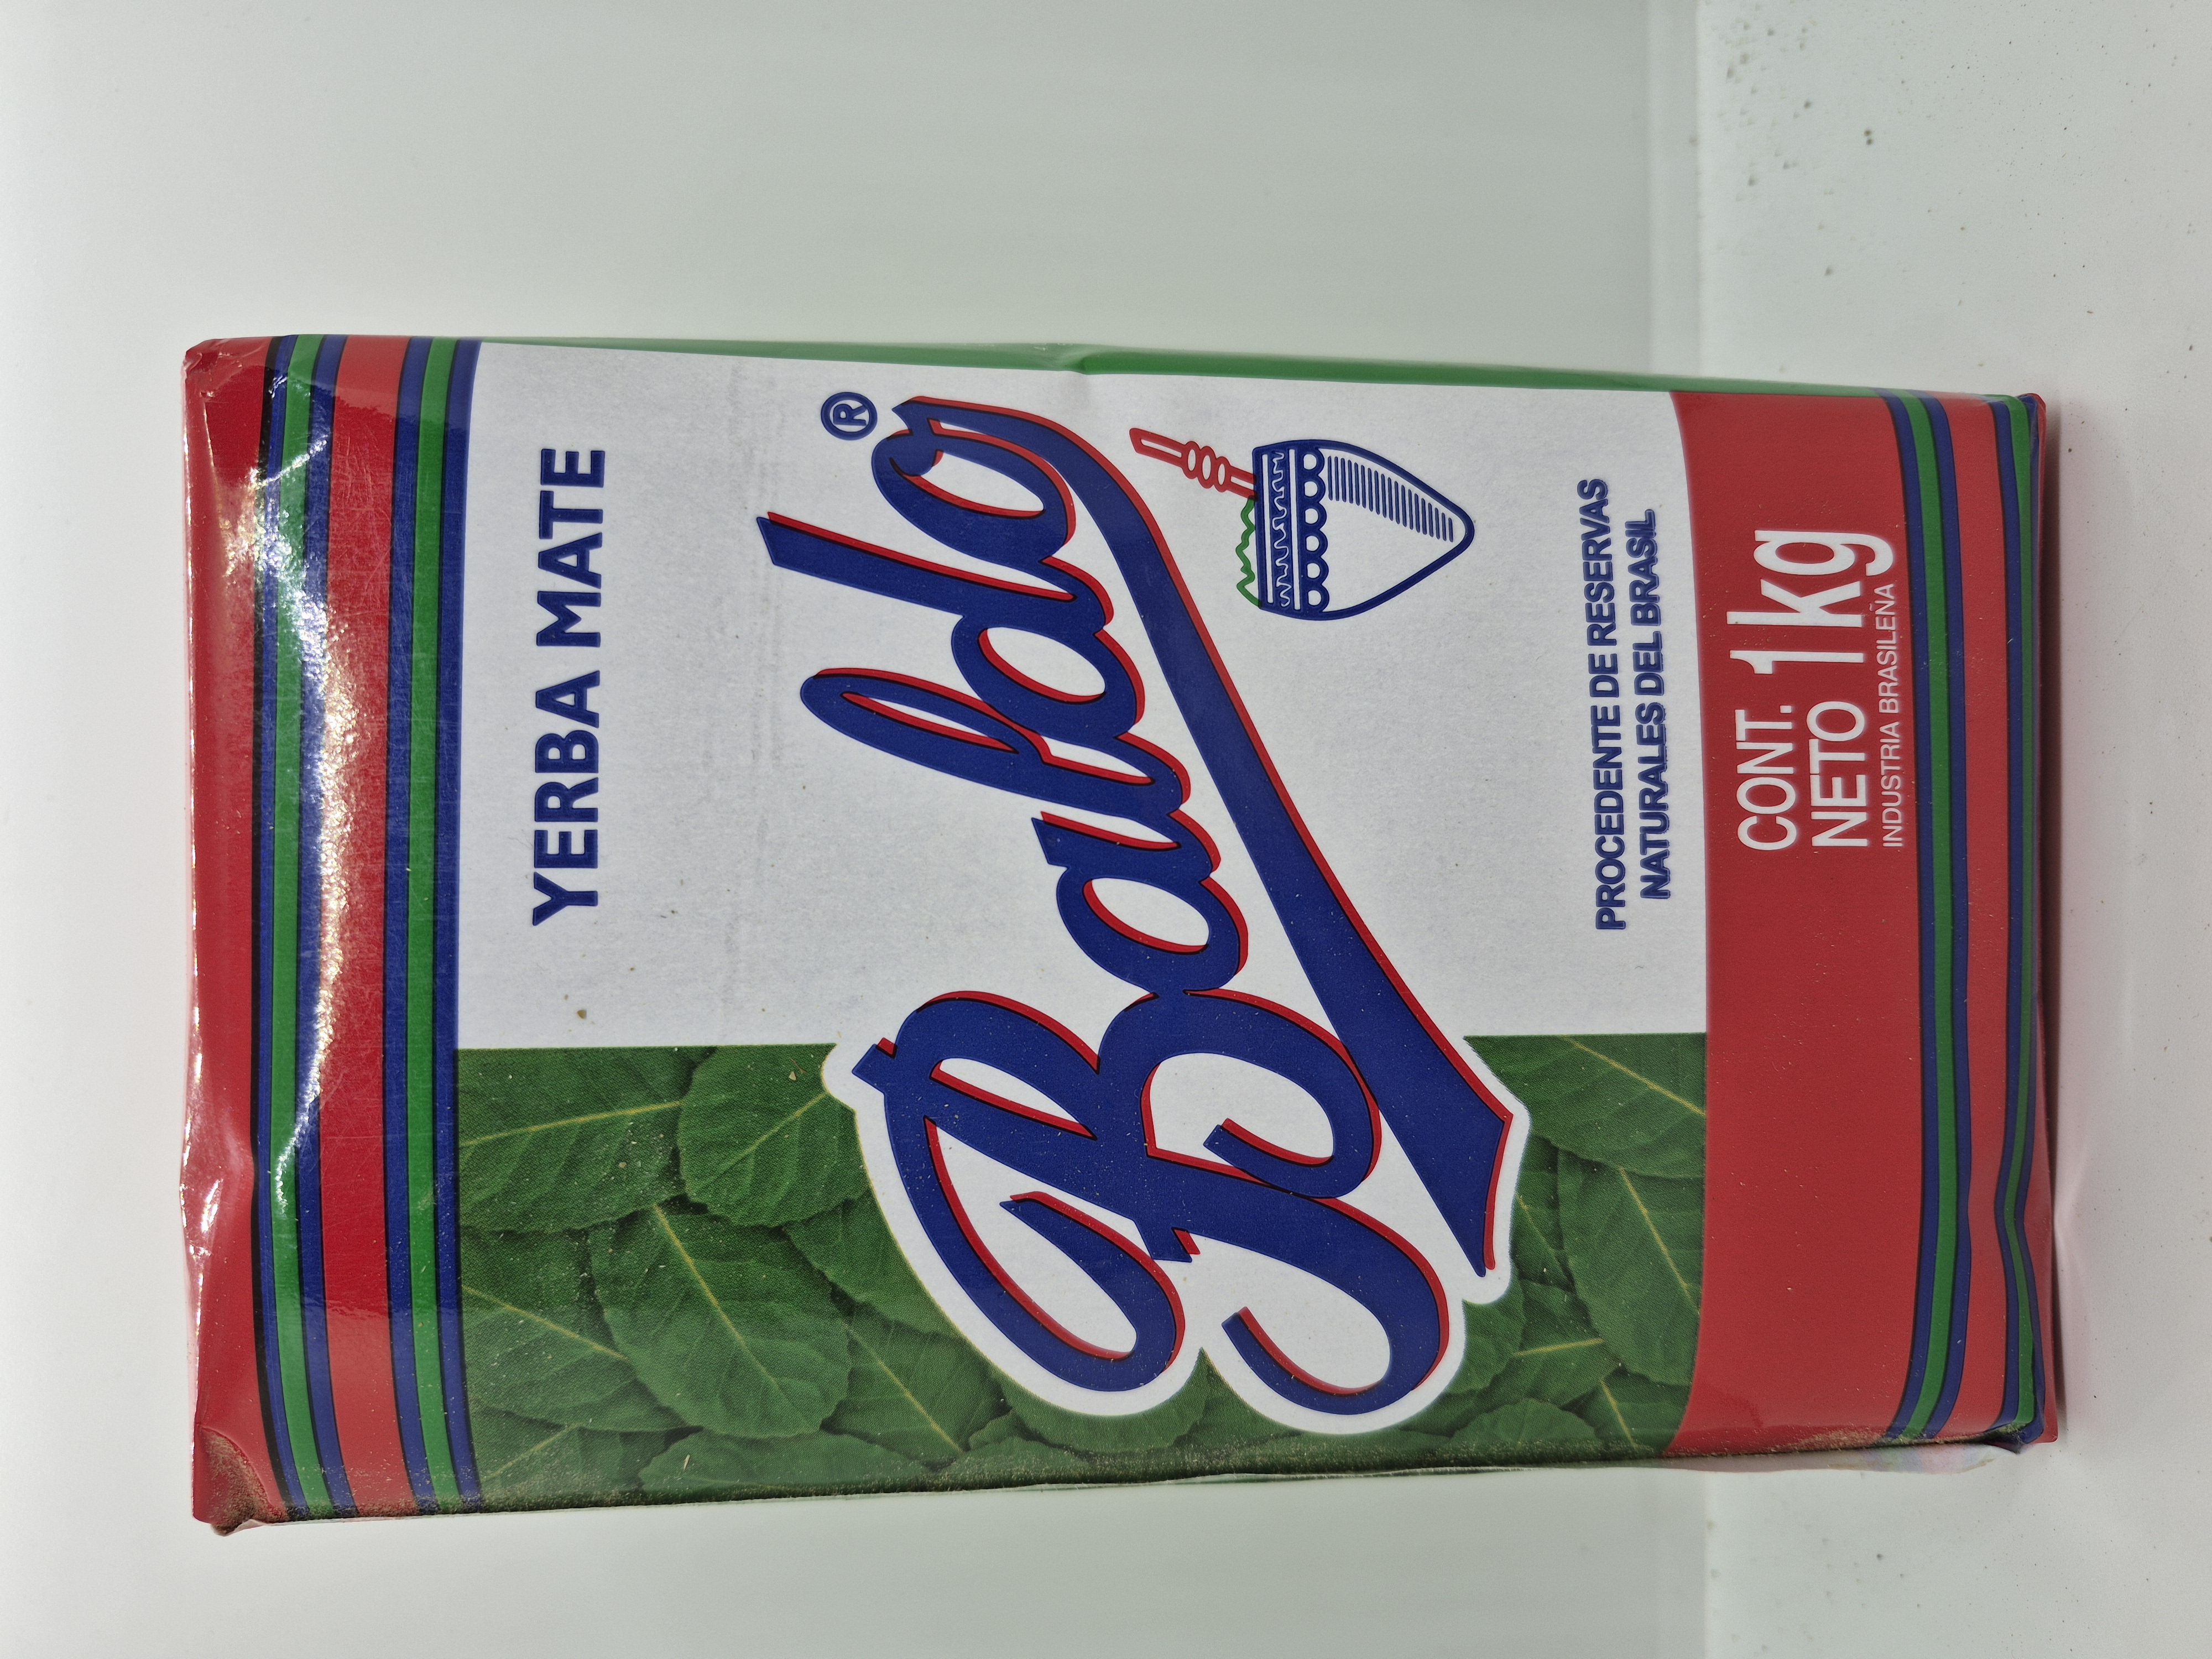 YERBA MATE
Baldo®
PROCEDENTE DE RESERVAS
NATURALES DEL BRASIL
CONT.
NETO 1kg
INDUSTRIA BRASILEÑA